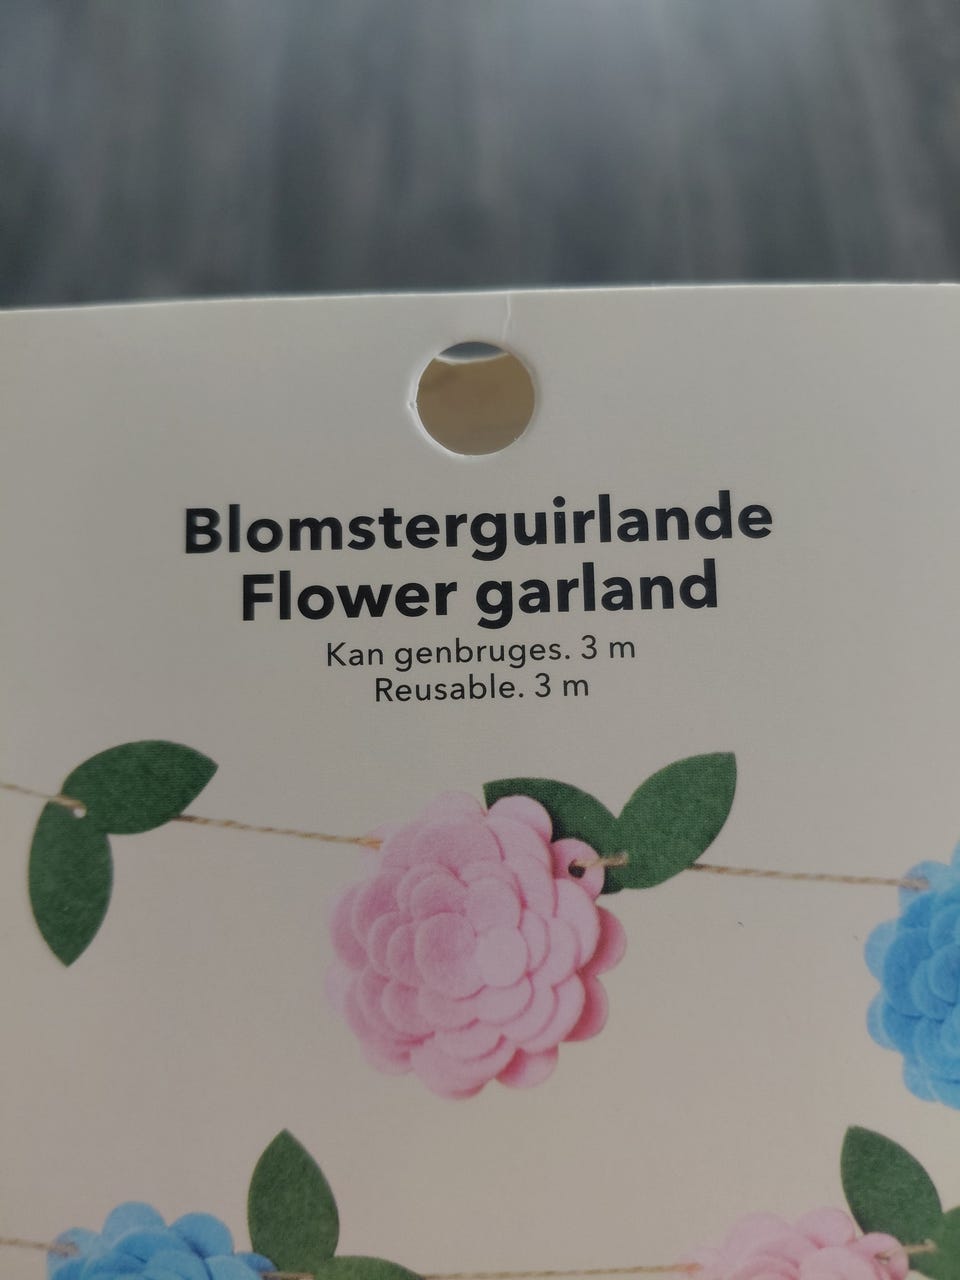 Blomsterguirlande
Flower garland
Kan genbruges. 3 m
Reusable. 3 m